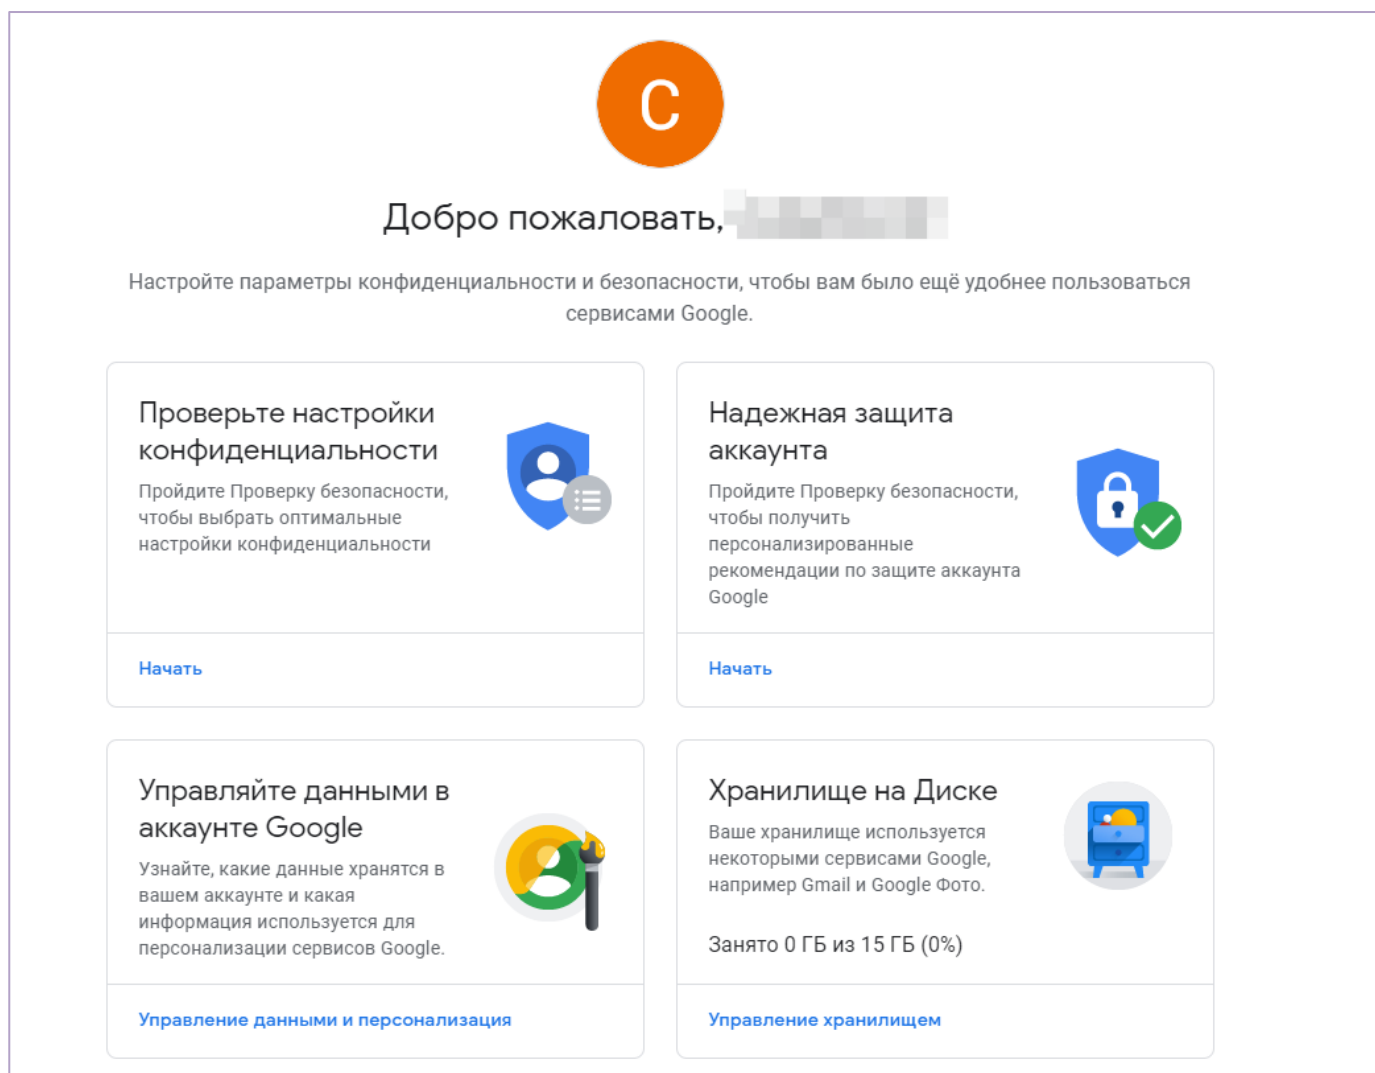 С
Добро пожаловать,
Настройте параметры конфиденциальности и безопасности, чтобы вам было ещё удобнее пользоваться
сервисами Google.
Проверьте настройки
конфиденциальности
Пройдите Проверку безопасности,
чтобы выбрать оптимальные
настройки конфиденциальности
Начать
Надежная защита
аккаунта
Пройдите Проверку безопасности,
чтобы получить
персонализированные
рекомендации по защите аккаунта
Google
Начать
Управляйте данными в
аккаунте Google
Узнайте, какие данные хранятся в
вашем аккаунте и какая
информация используется для
персонализации сервисов Google.
Управление данными и персонализация
Хранилище на Диске
Ваше хранилище используется
некоторыми сервисами Google,
например Gmail и Google Фото.
Занято 0 ГБ из 15 ГБ (0%)
Управление хранилищем